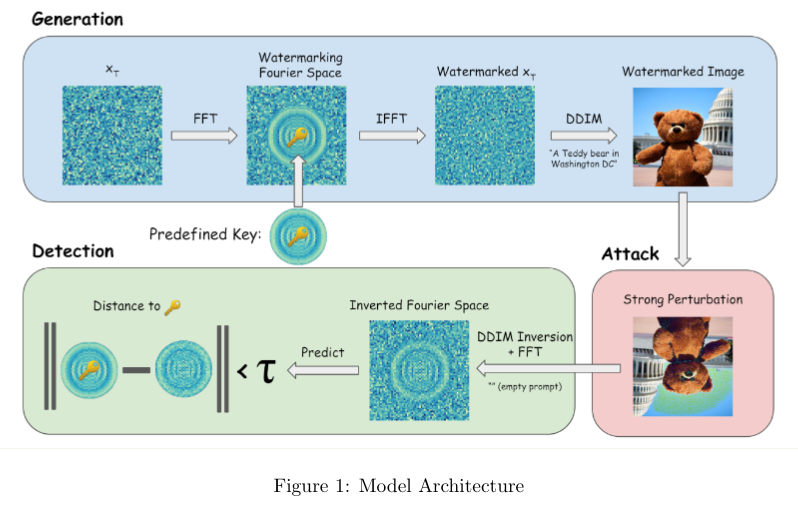 Generation
x_T
FFT
Watermarking
Fourier Space
IFFT
Watermarked x_T
DDIM
"A Teddy bear in
Washington DC"
Watermarked Image
Predefined Key:
Detection
Distance to
< τ
Predict
Inverted Fourier Space
DDIM Inversion
+ FFT
"" (empty prompt)
Attack
Strong Perturbation
Figure 1: Model Architecture